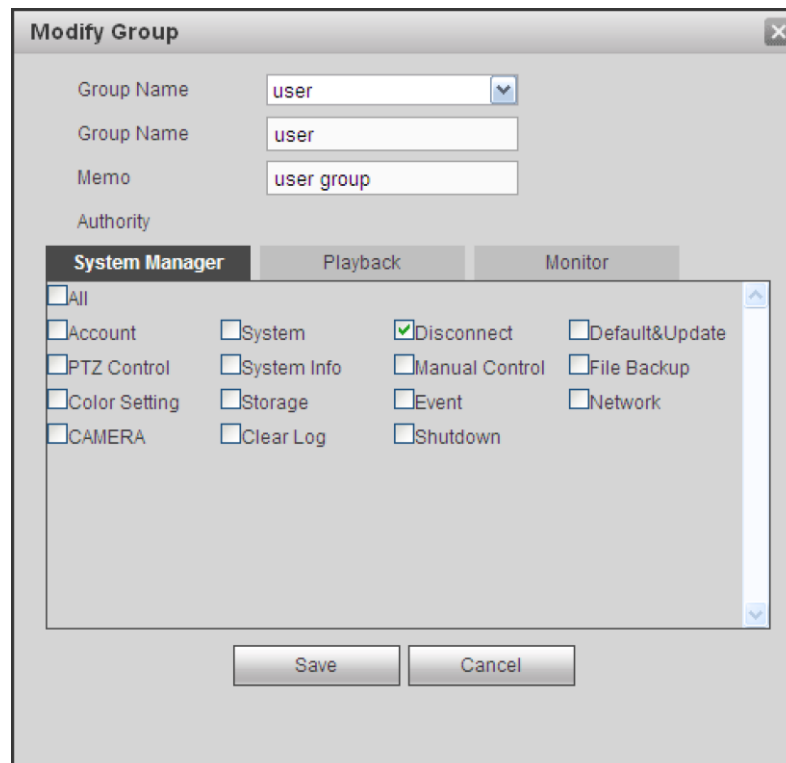 Modify Group
Group Name user
Group Name user
Memo user group
Authority
System Manager Playback Monitor
All
Account System Disconnect Default&Update
PTZ Control System Info Manual Control File Backup
Color Setting Storage Event Network
CAMERA Clear Log Shutdown
Save Cancel